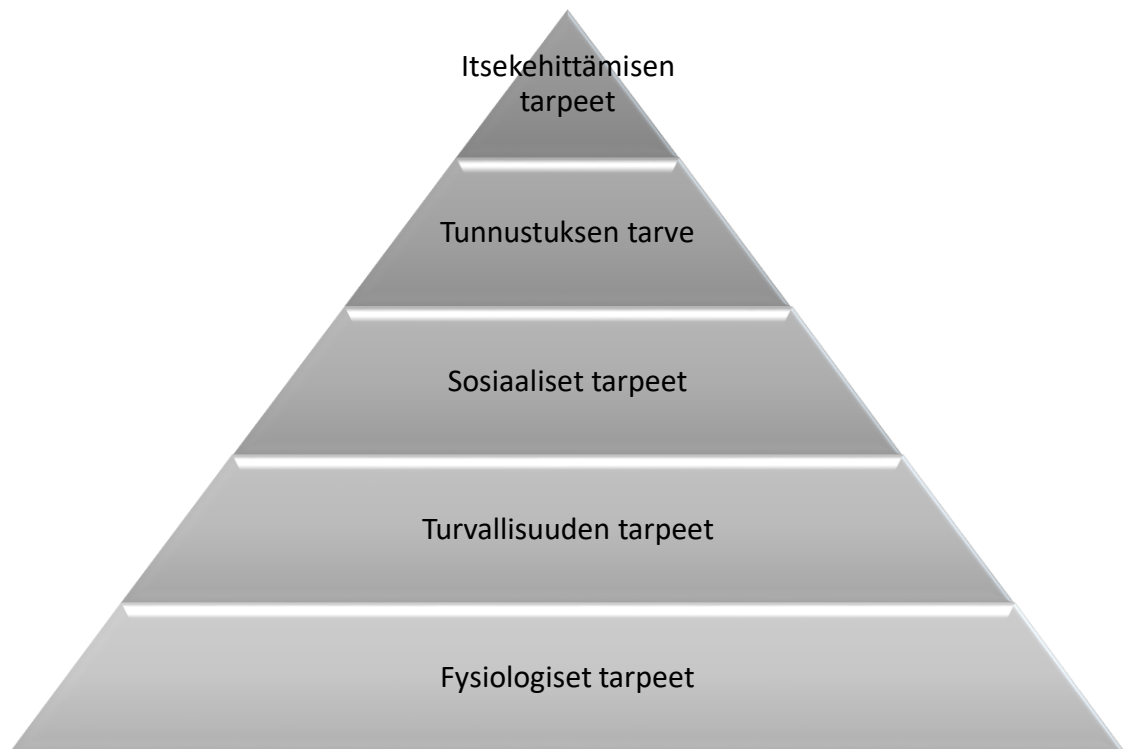 Itsekehittämisen
tarpeet
Tunnustuksen tarve
Sosiaaliset tarpeet
Turvallisuuden tarpeet
Fysiologiset tarpeet